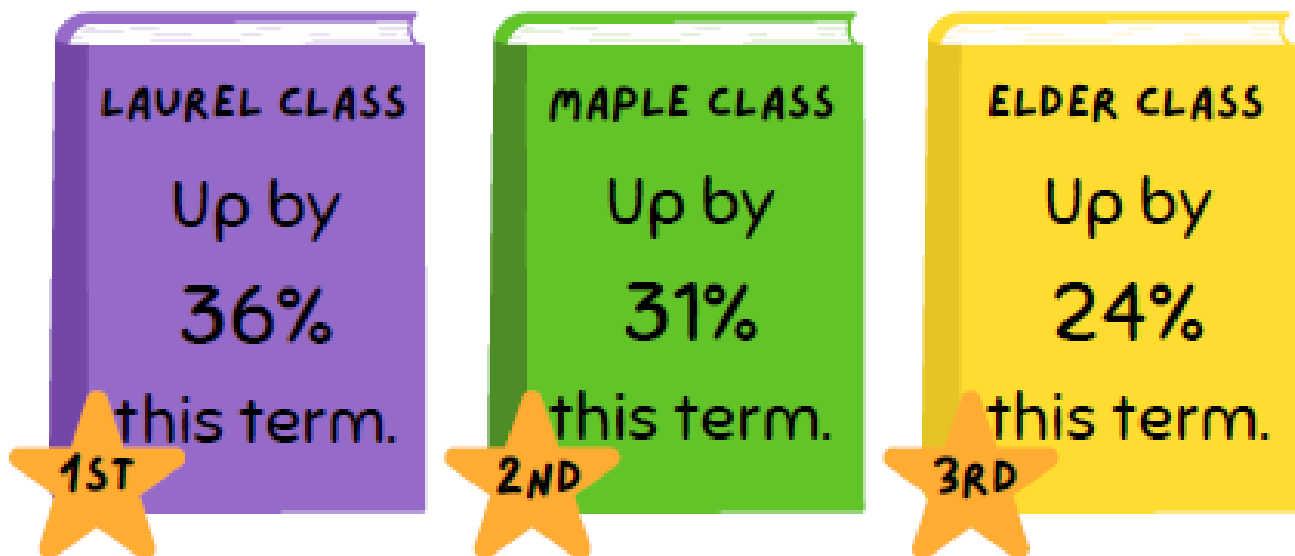 LAUREL CLASS
Up by
36%
this term.
1ST
MAPLE CLASS
Up by
31%
this term.
2ND
ELDER CLASS
Up by
24%
this term.
3RD